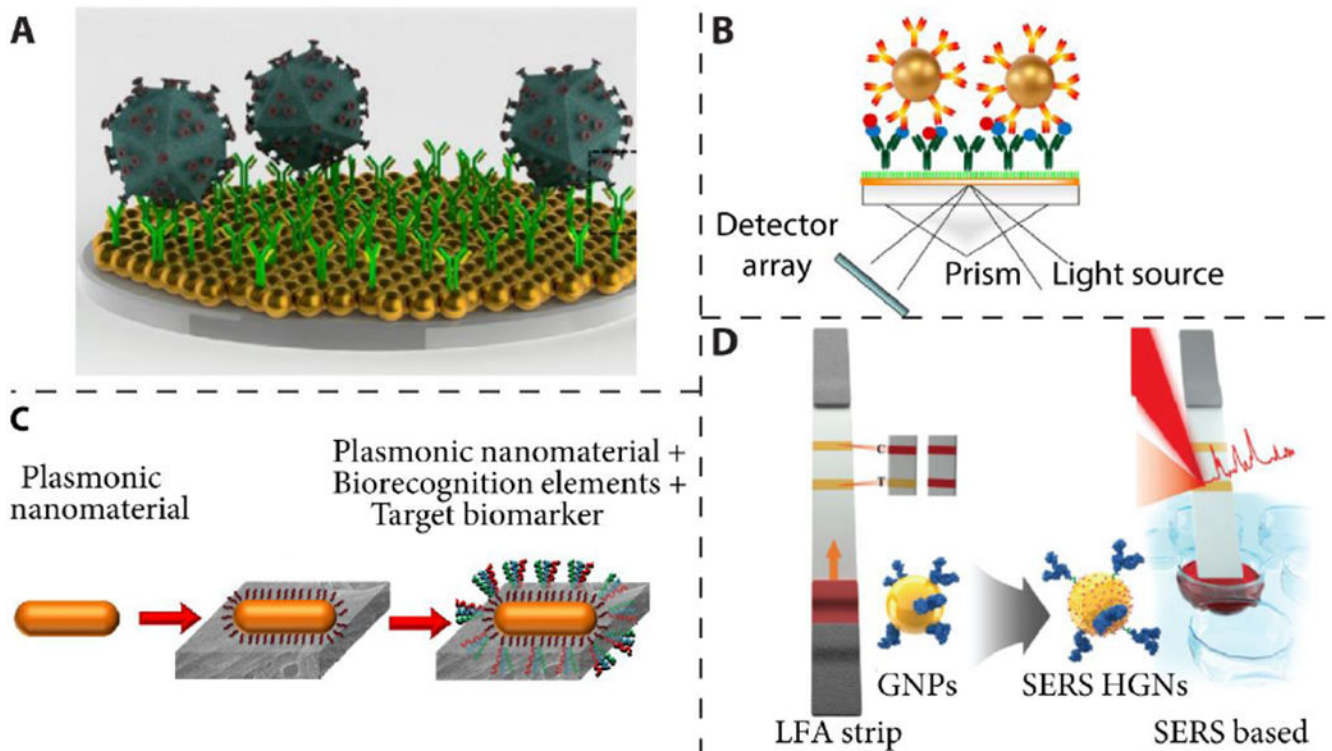 A
B
Detector
array
Prism
Light source
C
Plasmonic
nanomaterial
Plasmonic nanomaterial +
Biorecognition elements +
Target biomarker
D
C
T
GNPs
SERS HGNs
LFA strip
SERS based